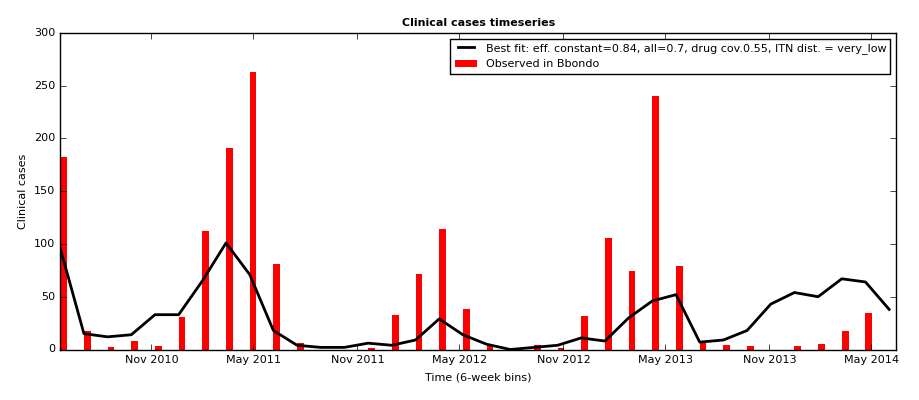 Clinical cases timeseries
Best fit: eff. constant=0.84, all=0.7, drug cov.0.55, ITN dist. = very_low
Observed in Bbondo
Clinical cases
300
250
200
150
100
50
0
Nov 2010 May 2011 Nov 2011 May 2012 Nov 2012 May 2013 Nov 2013 May 2014
Time (6-week bins)